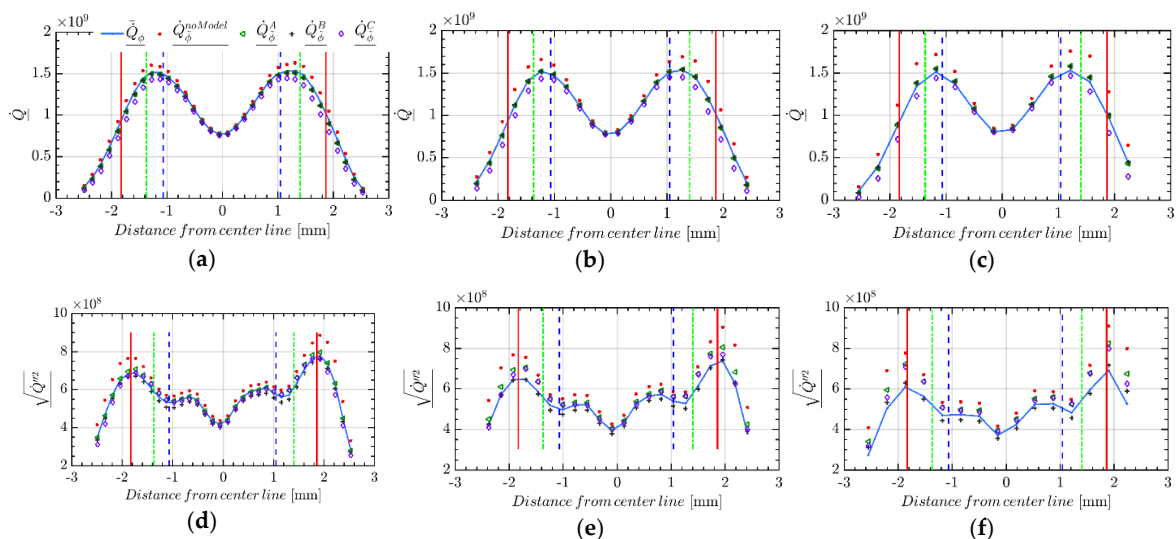 ×10⁹
Q̇̄_ϕ Q̇_ϕ̄^noModel Q̇_ϕ̄^A Q̇_ϕ̄^B Q̇_ϕ̄^C
2
1.5
1
0.5
0
Q̇
-3 -2 -1 0 1 2 3
Distance from center line [mm]
(a)
×10⁹
2
1.5
1
0.5
0
Q̇
-3 -2 -1 0 1 2 3
Distance from center line [mm]
(b)
×10⁹
2
1.5
1
0.5
0
Q̇
-3 -2 -1 0 1 2 3
Distance from center line [mm]
(c)
×10⁸
10
8
6
4
2
√Q̇′′²
-3 -2 -1 0 1 2 3
Distance from center line [mm]
(d)
×10⁸
10
8
6
4
2
√Q̇′′²
-3 -2 -1 0 1 2 3
Distance from center line [mm]
(e)
×10⁸
10
8
6
4
2
√Q̇′′²
-3 -2 -1 0 1 2 3
Distance from center line [mm]
(f)